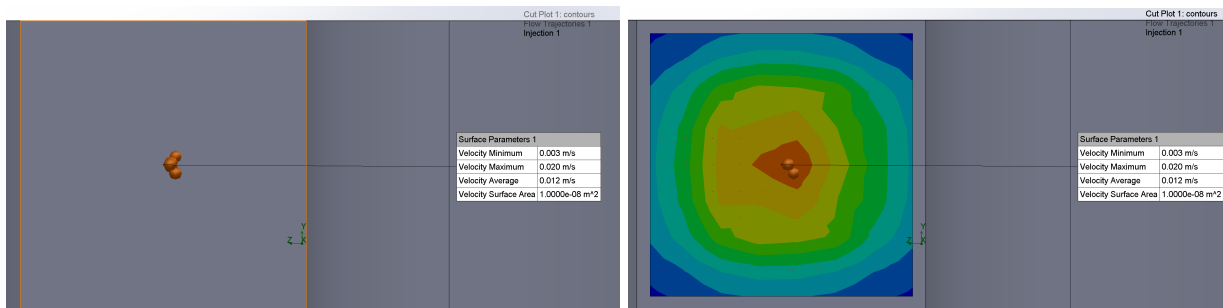 Cut Plot 1: contours
Flow Trajectories 1
Injection 1
Surface Parameters 1
Velocity Minimum 0.003 m/s
Velocity Maximum 0.020 m/s
Velocity Average 0.012 m/s
Velocity Surface Area 1.0000e-08 m^2
Y
Z X
Cut Plot 1: contours
Flow Trajectories 1
Injection 1
Surface Parameters 1
Velocity Minimum 0.003 m/s
Velocity Maximum 0.020 m/s
Velocity Average 0.012 m/s
Velocity Surface Area 1.0000e-08 m^2
Y
Z X